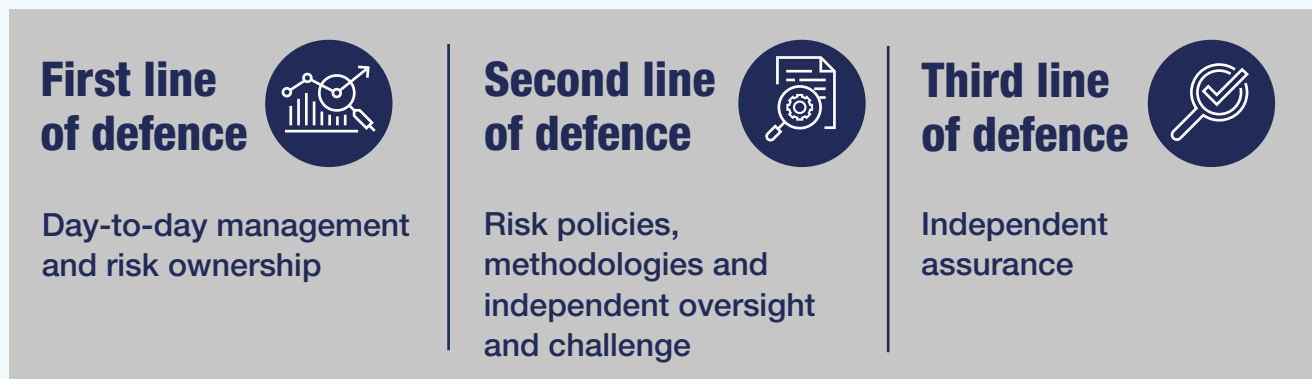 First line
of defence
Day-to-day management
and risk ownership
Second line
of defence
Risk policies,
methodologies and
independent oversight
and challenge
Third line
of defence
Independent
assurance